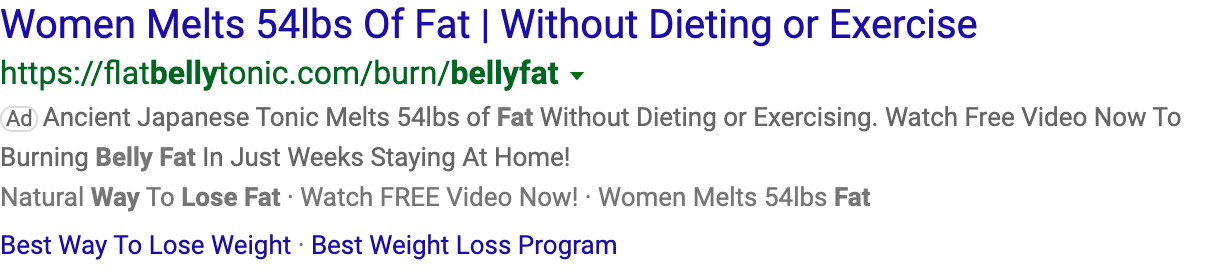 Women Melts 54lbs Of Fat | Without Dieting or Exercise
https://flatbellytonic.com/burn/bellyfat
Ad Ancient Japanese Tonic Melts 54lbs of Fat Without Dieting or Exercising. Watch Free Video Now To
Burning Belly Fat In Just Weeks Staying At Home!
Natural Way To Lose Fat · Watch FREE Video Now! · Women Melts 54lbs Fat
Best Way To Lose Weight · Best Weight Loss Program